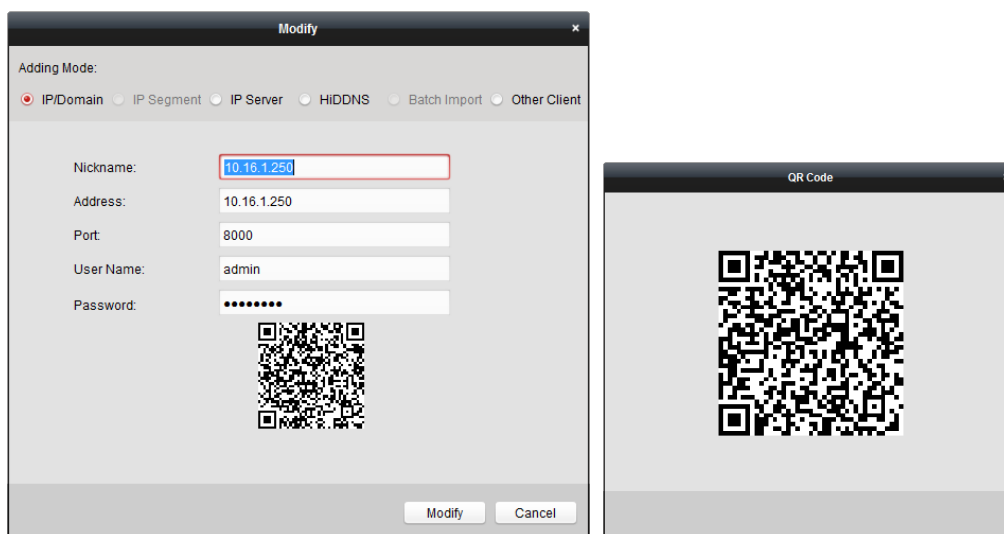 Modify
×
Adding Mode:
IP/Domain IP Segment IP Server HiDDNS Batch Import Other Client
Nickname: 10.16.1.250
Address: 10.16.1.250
Port: 8000
User Name: admin
Password: ●●●●●●●●
Modify Cancel
QR Code